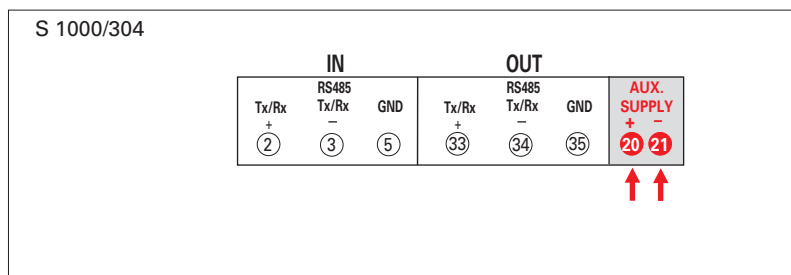 S 1000/304
IN OUT
RS485 RS485 AUX.
Tx/Rx Tx/Rx GND Tx/Rx Tx/Rx GND SUPPLY
+ – + – + –
2 3 5 33 34 35 20 21